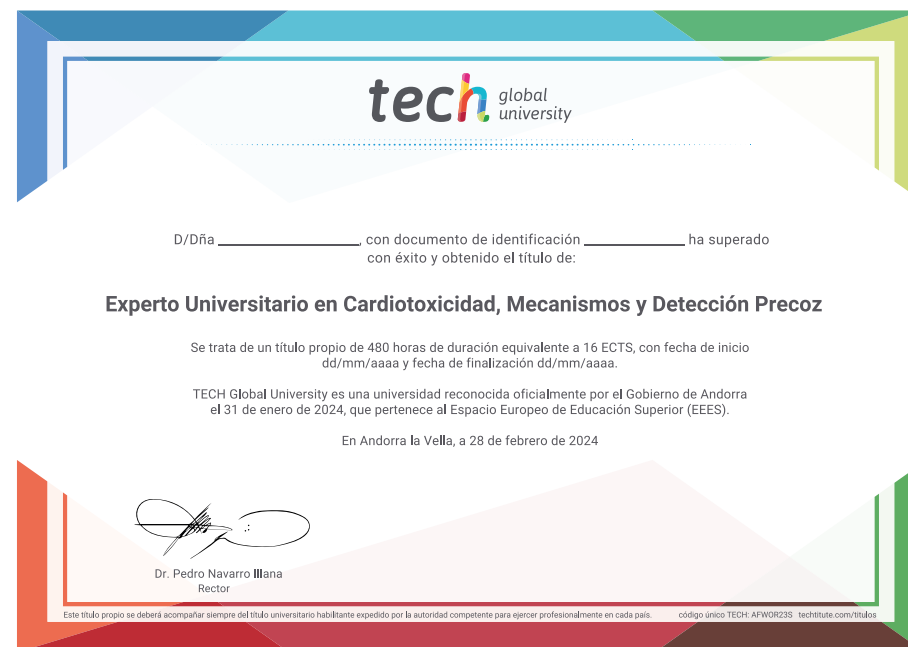 tech global university
D/Dña ____________________, con documento de identificación ______________ ha superado
con éxito y obtenido el título de:
Experto Universitario en Cardiotoxicidad, Mecanismos y Detección Precoz
Se trata de un título propio de 480 horas de duración equivalente a 16 ECTS, con fecha de inicio
dd/mm/aaaa y fecha de finalización dd/mm/aaaa.
TECH Global University es una universidad reconocida oficialmente por el Gobierno de Andorra
el 31 de enero de 2024, que pertenece al Espacio Europeo de Educación Superior (EEES).
En Andorra la Vella, a 28 de febrero de 2024
Dr. Pedro Navarro Illana
Rector
Este título propio se deberá acompañar siempre del título universitario habilitante expedido por la autoridad competente para ejercer profesionalmente en cada país. código único TECH: AFWOR23S techtitute.com/titulos